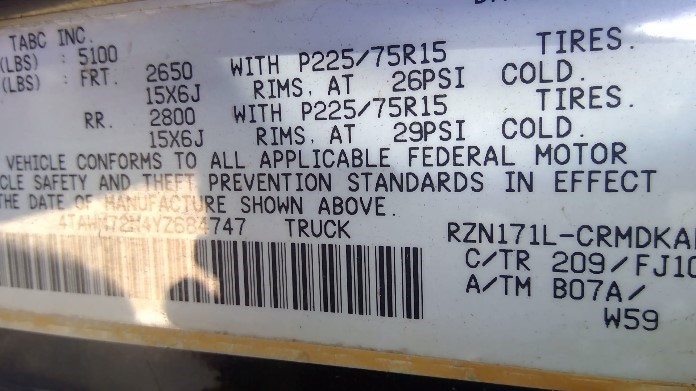 TABC INC.
(LBS) : 5100
(LBS) : FRT. 2650 WITH P225/75R15 TIRES.
15X6J RIMS, AT 26PSI COLD.
RR. 2800 WITH P225/75R15 TIRES.
15X6J RIMS, AT 29PSI COLD.
VEHICLE CONFORMS TO ALL APPLICABLE FEDERAL MOTOR
CLE SAFETY AND THEFT PREVENTION STANDARDS IN EFFECT
THE DATE OF MANUFACTURE SHOWN ABOVE.
TRUCK RZN171L-CRMDKA
C/TR 209/FJ10
A/TM B07A/
W59